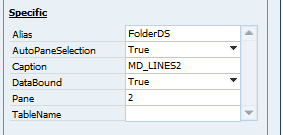 Specific
Alias FolderDS
AutoPaneSelection True
Caption MD_LINES2
DataBound True
Pane 2
TableName